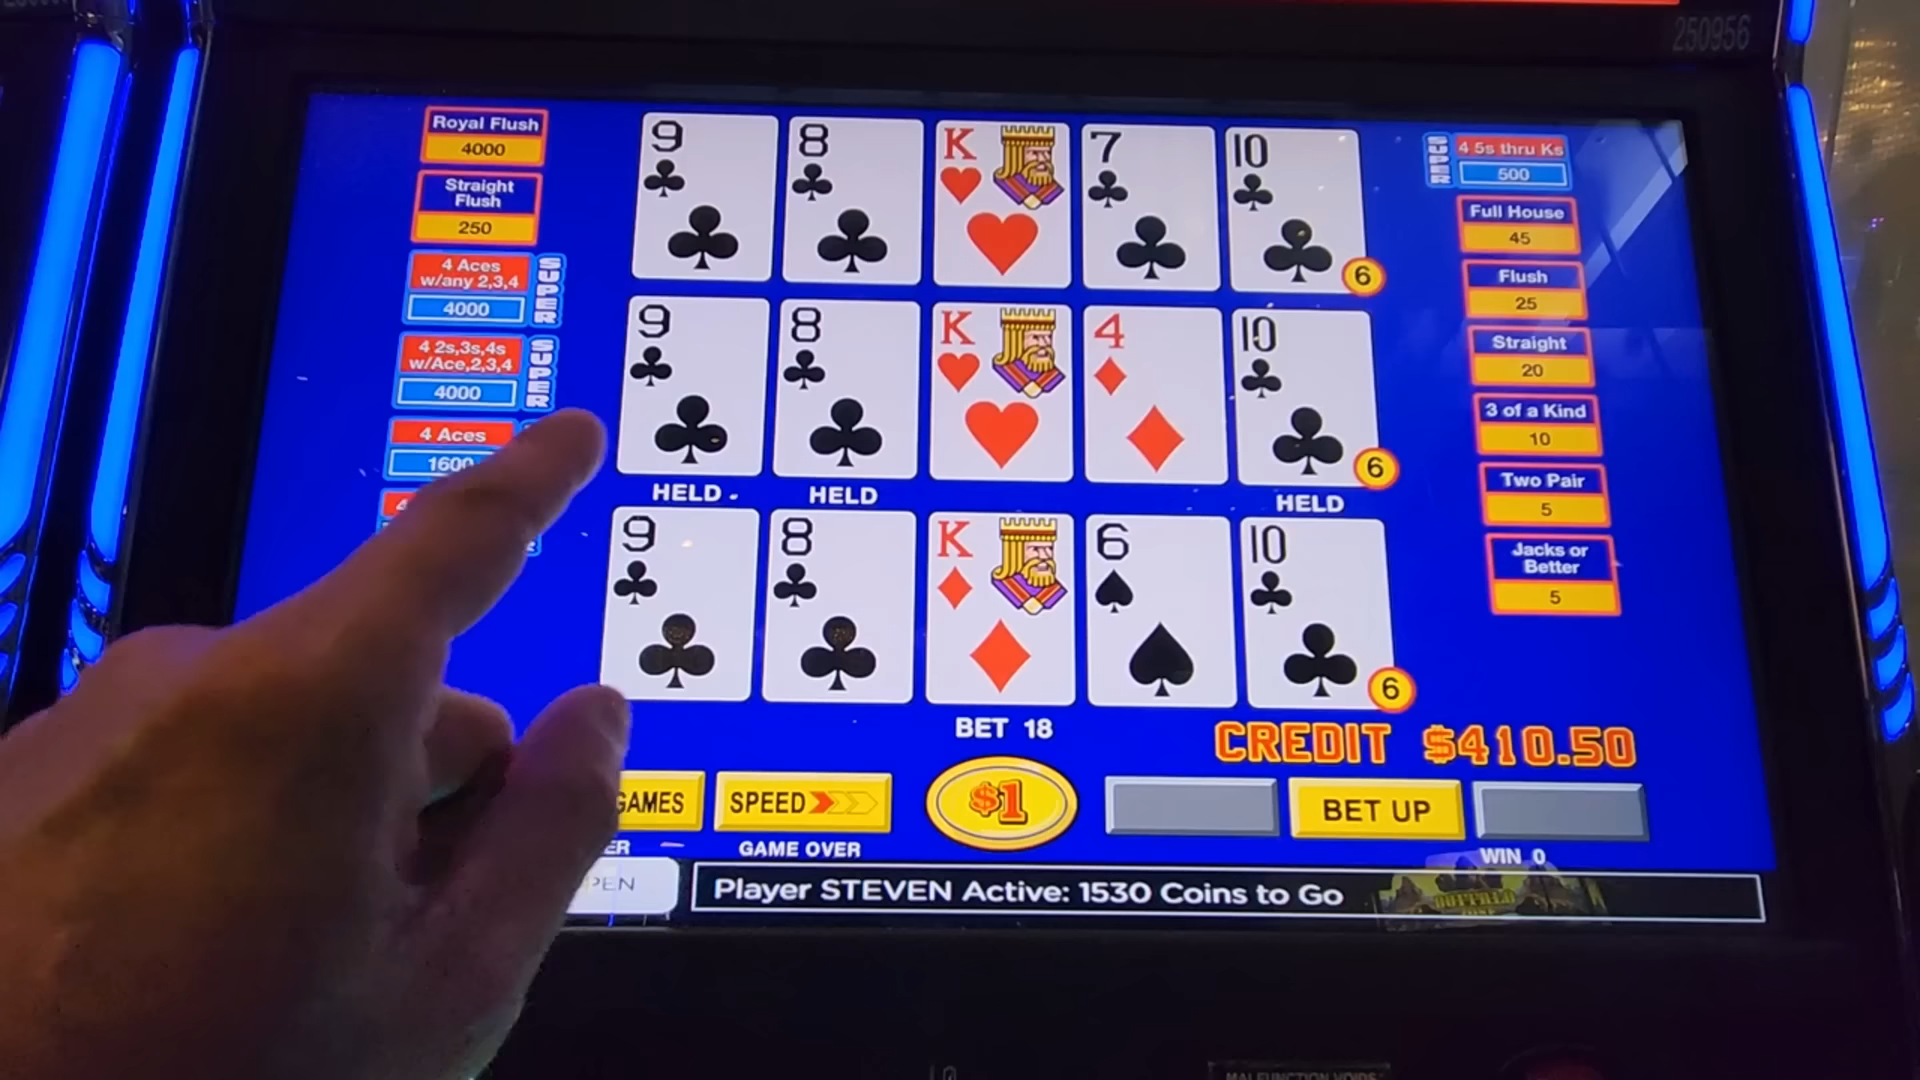 250956
Royal Flush
4000
Straight
Flush
250
4 Aces
w/any 2,3,4
4000
SUPER
4 2s,3s,4s
w/Ace,2,3,4
4000
SUPER
4 Aces
1600
9
8
K
7
10
6
9
8
K
4
10
6
HELD
HELD
HELD
9
8
K
6
10
6
SUPER
4 5s thru Ks
500
Full House
45
Flush
25
Straight
20
3 of a Kind
10
Two Pair
5
Jacks or
Better
5
BET 18
CREDIT $410.50
GAMES
SPEED
$1
BET UP
GAME OVER
WIN 0
Player STEVEN Active: 1530 Coins to Go
MALFUNCTION VOIDS